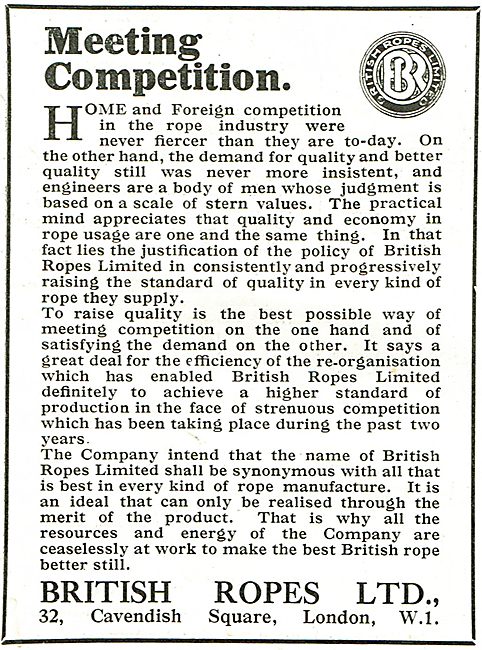 Meeting
Competition.
BRITISH ROPES LIMITED
BR
HOME and Foreign competition
in the rope industry were
never fiercer than they are to-day. On
the other hand, the demand for quality and better
quality still was never more insistent, and
engineers are a body of men whose judgment is
based on a scale of stern values. The practical
mind appreciates that quality and economy in
rope usage are one and the same thing. In that
fact lies the justification of the policy of British
Ropes Limited in consistently and progressively
raising the standard of quality in every kind of
rope they supply.
To raise quality is the best possible way of
meeting competition on the one hand and of
satisfying the demand on the other. It says a
great deal for the efficiency of the re-organisation
which has enabled British Ropes Limited
definitely to achieve a higher standard of
production in the face of strenuous competition
which has been taking place during the past two
years.
The Company intend that the name of British
Ropes Limited shall be synonymous with all that
is best in every kind of rope manufacture. It is
an ideal that can only be realised through the
merit of the product. That is why all the
resources and energy of the Company are
ceaselessly at work to make the best British rope
better still.
BRITISH ROPES LTD.,
32, Cavendish Square, London, W.1.